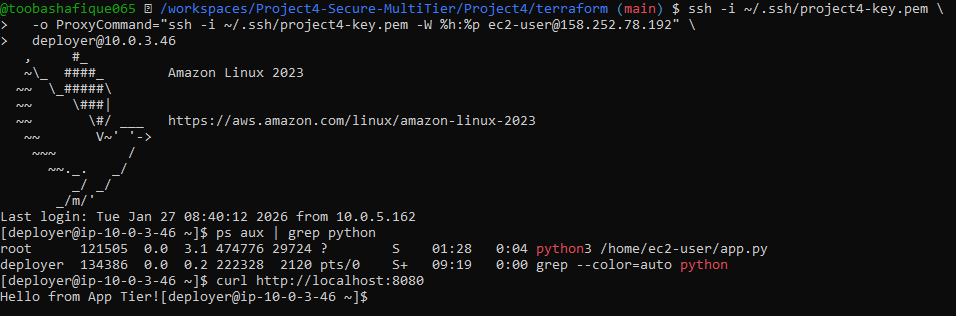 @toobashafique065 /workspaces/Project4-Secure-MultiTier/Project4/terraform (main) $ ssh -i ~/.ssh/project4-key.pem \
>   -o ProxyCommand="ssh -i ~/.ssh/project4-key.pem -W %h:%p ec2-user@158.252.78.192" \
>   deployer@10.0.3.46
   ,     #_
   ~\_  ####_        Amazon Linux 2023
  ~~  \_#####\
  ~~     \###|
  ~~       \#/ ___   https://aws.amazon.com/linux/amazon-linux-2023
   ~~       V~' '->
    ~~~         /
      ~~._.   _/
         _/ _/
       _/m/'
Last login: Tue Jan 27 08:40:12 2026 from 10.0.5.162
[deployer@ip-10-0-3-46 ~]$ ps aux | grep python
root      121505  0.0  3.1 474776 29724 ?        S    01:28   0:04 python3 /home/ec2-user/app.py
deployer  134386  0.0  0.2 222328  2120 pts/0    S+   09:19   0:00 grep --color=auto python
[deployer@ip-10-0-3-46 ~]$ curl http://localhost:8080
Hello from App Tier![deployer@ip-10-0-3-46 ~]$